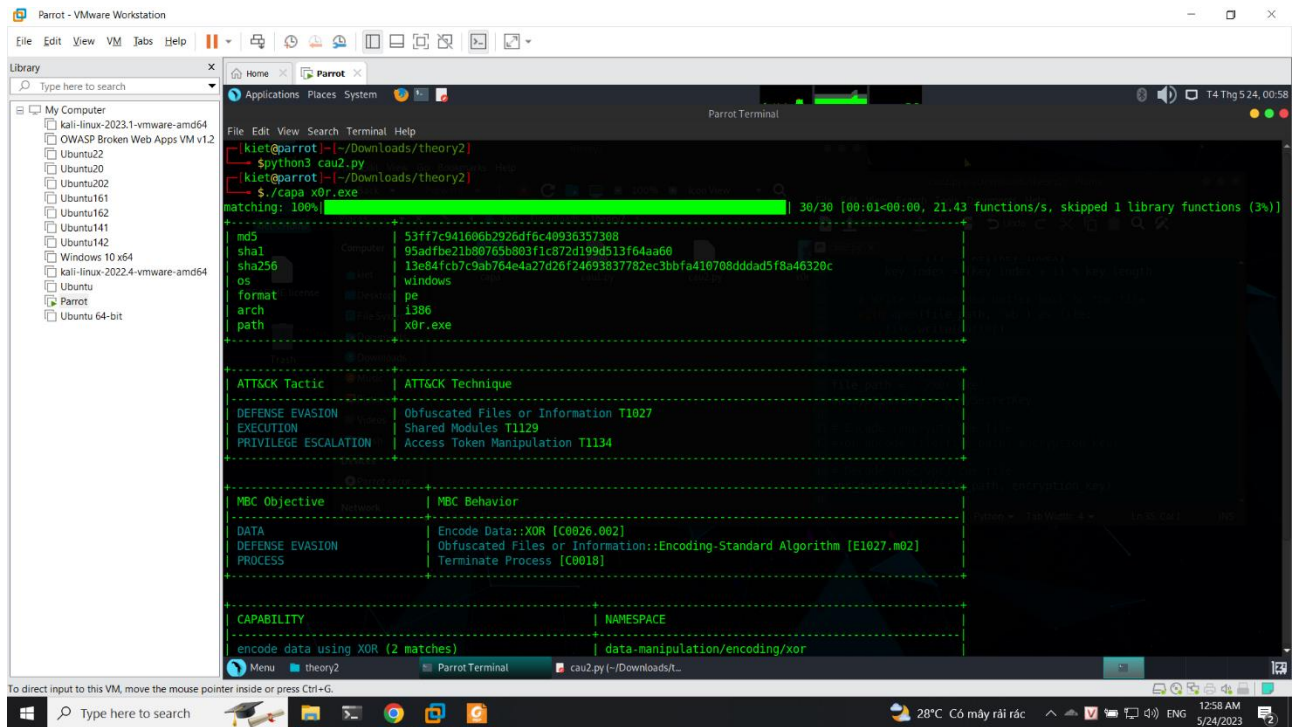 Parrot - VMware Workstation
File Edit View VM Tabs Help
Library
Type here to search
My Computer
kali-linux-2023.1-vmware-amd64
OWASP Broken Web Apps VM v1.2
Ubuntu22
Ubuntu20
Ubuntu202
Ubuntu161
Ubuntu162
Ubuntu141
Ubuntu142
Windows 10 x64
kali-linux-2022.4-vmware-amd64
Ubuntu
Parrot
Ubuntu 64-bit
Home Parrot
Applications Places System T4 Thg 5 24, 00:58
Parrot Terminal
File Edit View Search Terminal Help
[kiet@parrot]-[~/Downloads/theory2]
$python3 cau2.py
[kiet@parrot]-[~/Downloads/theory2]
$./capa x0r.exe
matching: 100%| | 30/30 [00:01<00:00, 21.43 functions/s, skipped 1 library functions (3%)]
md5 | 53ff7c941606b2926df6c40936357308
sha1 | 95adfbe21b80765b803f1c872d199d513f64aa60
sha256 | 13e84fcb7c9ab764e4a27d26f24693837782ec3bbfa410708dddad5f8a46320c
os | windows
format | pe
arch | i386
path | x0r.exe
ATT&CK Tactic | ATT&CK Technique
DEFENSE EVASION | Obfuscated Files or Information T1027
EXECUTION | Shared Modules T1129
PRIVILEGE ESCALATION | Access Token Manipulation T1134
MBC Objective | MBC Behavior
DATA | Encode Data::XOR [C0026.002]
DEFENSE EVASION | Obfuscated Files or Information::Encoding-Standard Algorithm [E1027.m02]
PROCESS | Terminate Process [C0018]
CAPABILITY | NAMESPACE
encode data using XOR (2 matches) | data-manipulation/encoding/xor
Menu theory2 Parrot Terminal cau2.py (~/Downloads/t...
To direct input to this VM, move the mouse pointer inside or press Ctrl+G.
Type here to search 28°C Có mây rải rác ENG 12:58 AM
5/24/2023